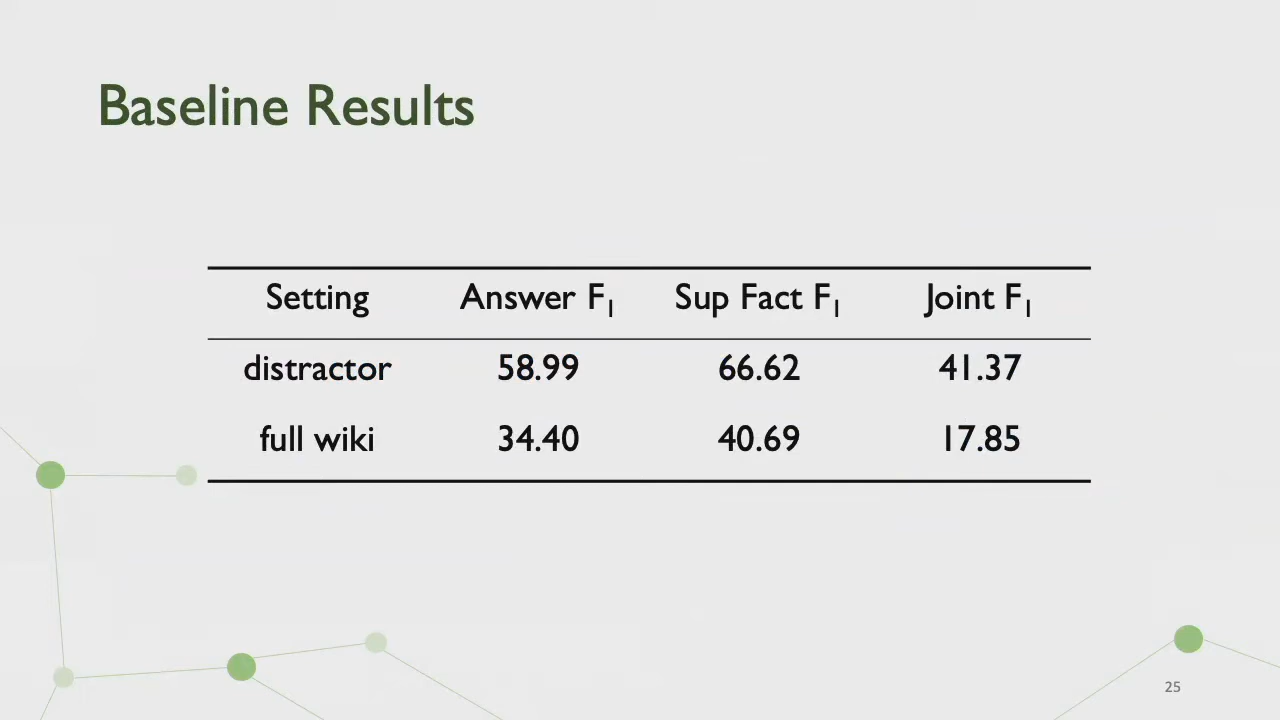 Baseline Results
Setting Answer F1 Sup Fact F1 Joint F1
distractor 58.99 66.62 41.37
full wiki 34.40 40.69 17.85
25